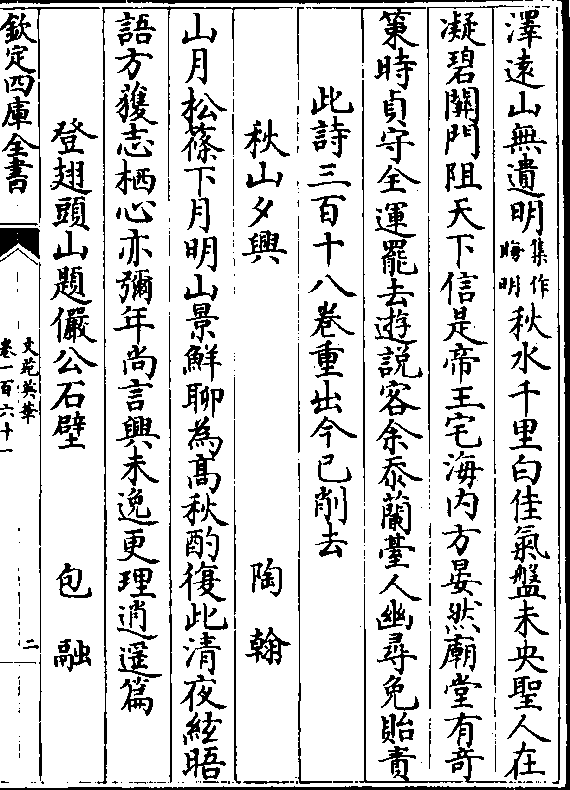 澤遠山無遺明集作晦明秋水千里白佳氣盤未央聖人在
凝碧關門阻天下信是帝王宅海内方晏然廟堂有奇
䇿時貞守全運罷去遊説客余忝蘭臺人幽尋免貽責
此詩三百十八卷重出今已削去
秋山夕興 陶翰
山月松篠下月明山景鮮聊為髙秋酌復此清夜絃晤
語方獲志栖心亦彌年尚言興未逸更理逍遥篇
登翅頭山題儼公石壁 包融
欽定四庫全書
文苑英華
卷一百六十一
二